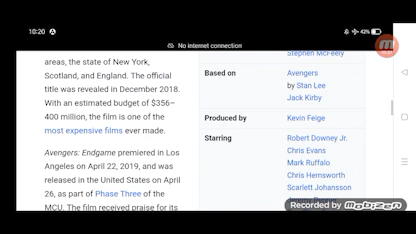 10:20
42%
No internet connection
areas, the state of New York,
Scotland, and England. The official
title was revealed in December 2018.
With an estimated budget of $356–
400 million, the film is one of the
most expensive films ever made.
Avengers: Endgame premiered in Los
Angeles on April 22, 2019, and was
released in the United States on April
26, as part of Phase Three of the
MCU. The film received praise for its
Stephen McFeely
Based on
Avengers
by Stan Lee
Jack Kirby
Produced by
Kevin Feige
Starring
Robert Downey Jr.
Chris Evans
Mark Ruffalo
Chris Hemsworth
Scarlett Johansson
Recorded by Mobizen